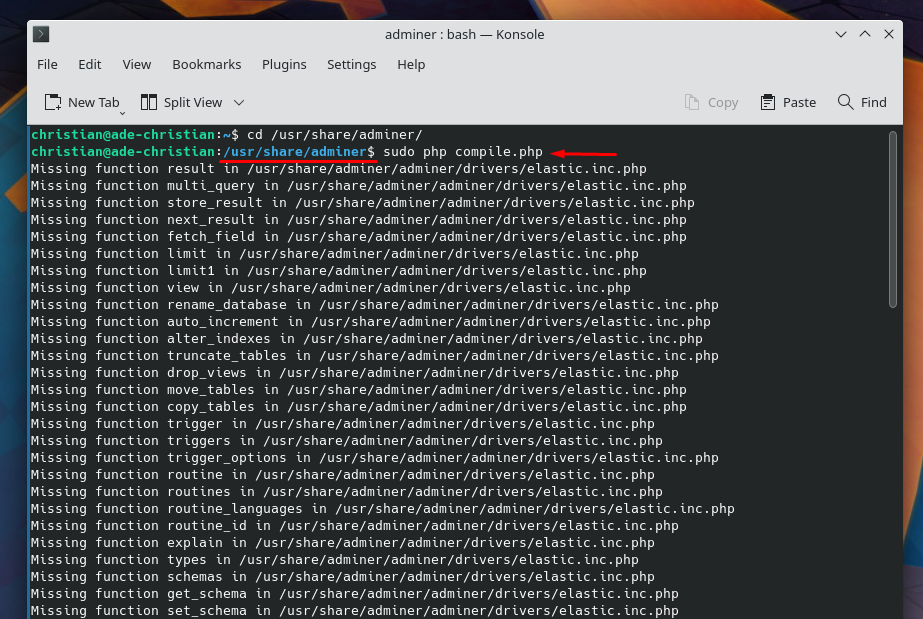 adminer : bash — Konsole
File Edit View Bookmarks Plugins Settings Help
New Tab Split View Copy Paste Find
christian@ade-christian:~$ cd /usr/share/adminer/
christian@ade-christian:/usr/share/adminer$ sudo php compile.php
Missing function result in /usr/share/adminer/adminer/drivers/elastic.inc.php
Missing function multi_query in /usr/share/adminer/adminer/drivers/elastic.inc.php
Missing function store_result in /usr/share/adminer/adminer/drivers/elastic.inc.php
Missing function next_result in /usr/share/adminer/adminer/drivers/elastic.inc.php
Missing function fetch_field in /usr/share/adminer/adminer/drivers/elastic.inc.php
Missing function limit in /usr/share/adminer/adminer/drivers/elastic.inc.php
Missing function limit1 in /usr/share/adminer/adminer/drivers/elastic.inc.php
Missing function view in /usr/share/adminer/adminer/drivers/elastic.inc.php
Missing function rename_database in /usr/share/adminer/adminer/drivers/elastic.inc.php
Missing function auto_increment in /usr/share/adminer/adminer/drivers/elastic.inc.php
Missing function alter_indexes in /usr/share/adminer/adminer/drivers/elastic.inc.php
Missing function truncate_tables in /usr/share/adminer/adminer/drivers/elastic.inc.php
Missing function drop_views in /usr/share/adminer/adminer/drivers/elastic.inc.php
Missing function move_tables in /usr/share/adminer/adminer/drivers/elastic.inc.php
Missing function copy_tables in /usr/share/adminer/adminer/drivers/elastic.inc.php
Missing function trigger in /usr/share/adminer/adminer/drivers/elastic.inc.php
Missing function triggers in /usr/share/adminer/adminer/drivers/elastic.inc.php
Missing function trigger_options in /usr/share/adminer/adminer/drivers/elastic.inc.php
Missing function routine in /usr/share/adminer/adminer/drivers/elastic.inc.php
Missing function routines in /usr/share/adminer/adminer/drivers/elastic.inc.php
Missing function routine_languages in /usr/share/adminer/adminer/drivers/elastic.inc.php
Missing function routine_id in /usr/share/adminer/adminer/drivers/elastic.inc.php
Missing function explain in /usr/share/adminer/adminer/drivers/elastic.inc.php
Missing function types in /usr/share/adminer/adminer/drivers/elastic.inc.php
Missing function schemas in /usr/share/adminer/adminer/drivers/elastic.inc.php
Missing function get_schema in /usr/share/adminer/adminer/drivers/elastic.inc.php
Missing function set_schema in /usr/share/adminer/adminer/drivers/elastic.inc.php